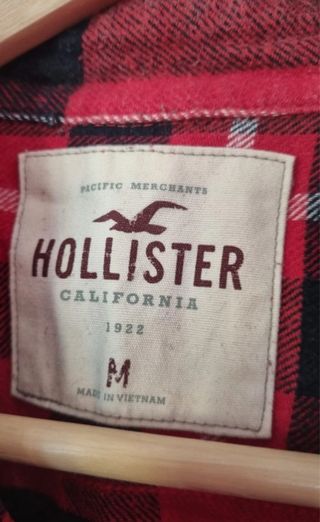 PACIFIC MERCHANTS
HOLLISTER
CALIFORNIA
1922
M
MADE IN VIETNAM